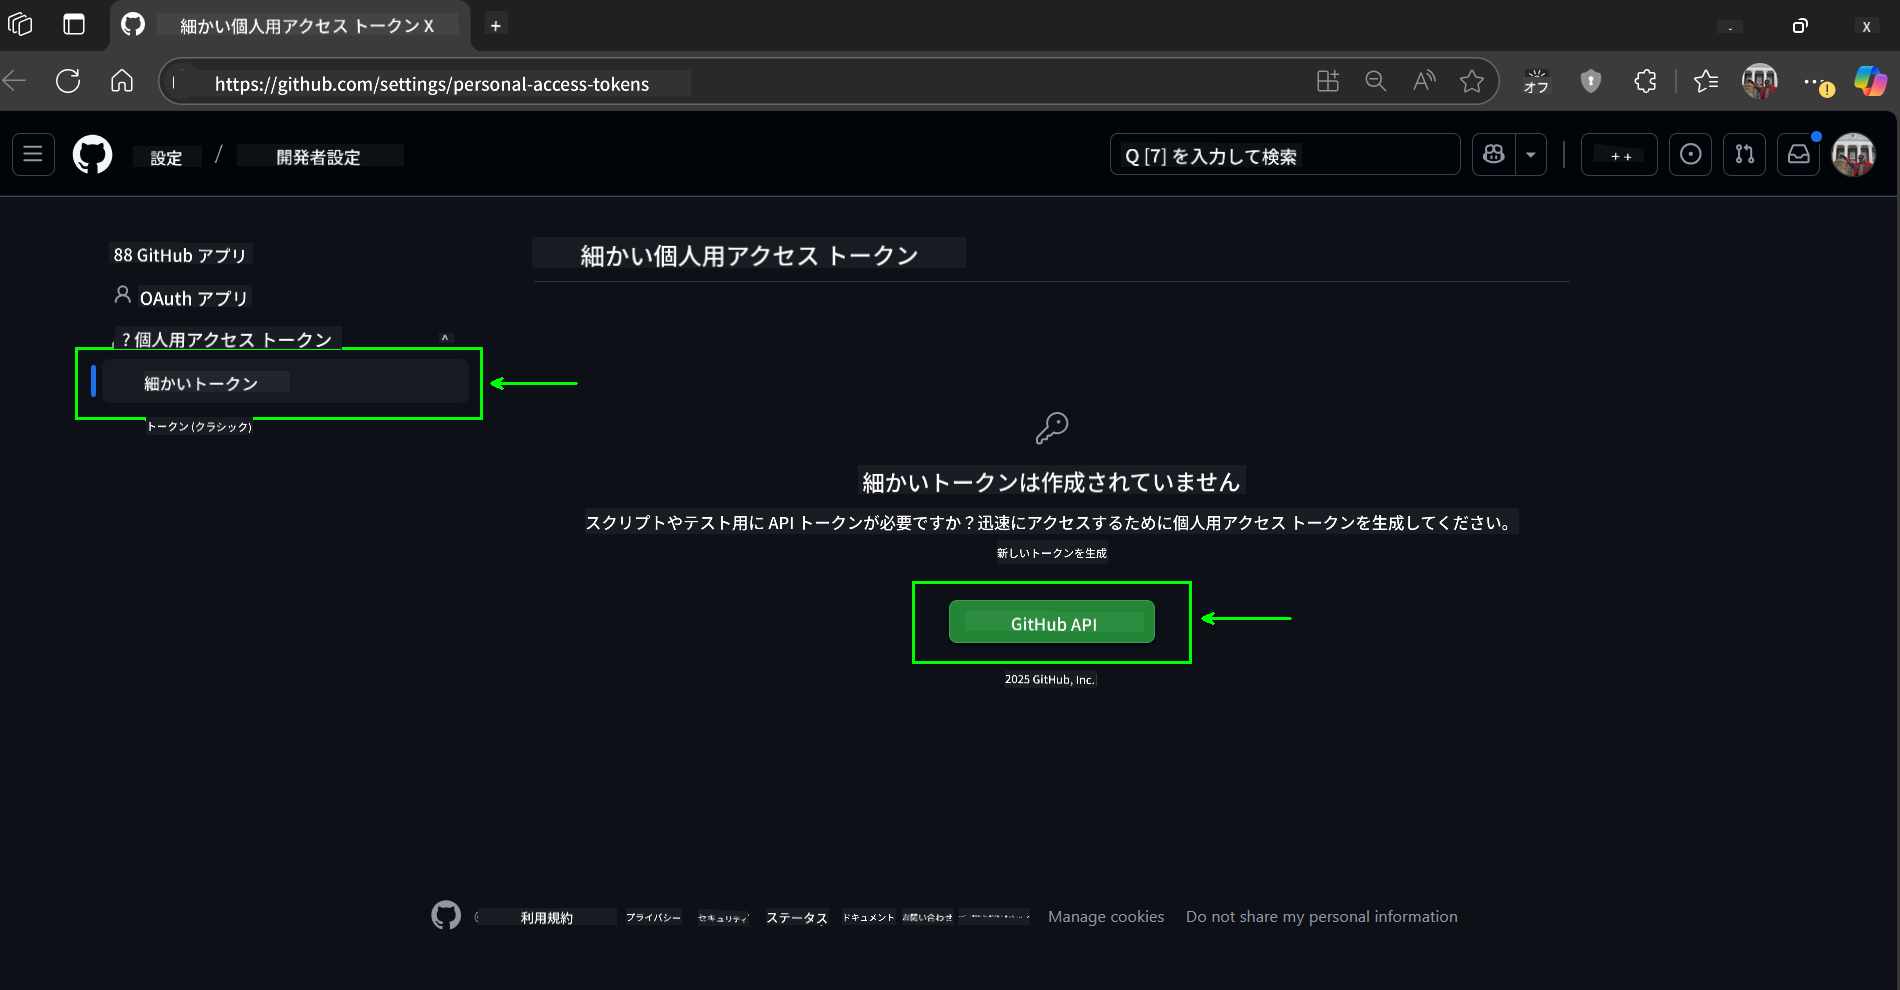 細かい個人用アクセス トークン X
+
X
https://github.com/settings/personal-access-tokens
オフ
設定 / 開発者設定
Q [7] を入力して検索
+ +
88 GitHub アプリ
OAuth アプリ
? 個人用アクセス トークン ^
細かいトークン
トークン (クラシック)
細かい個人用アクセス トークン
細かいトークンは作成されていません
スクリプトやテスト用に API トークンが必要ですか？迅速にアクセスするために個人用アクセス トークンを生成してください。
新しいトークンを生成
GitHub API
2025 GitHub, Inc.
利用規約 プライバシー セキュリティ ステータス ドキュメント お問い合わせ Manage cookies Do not share my personal information